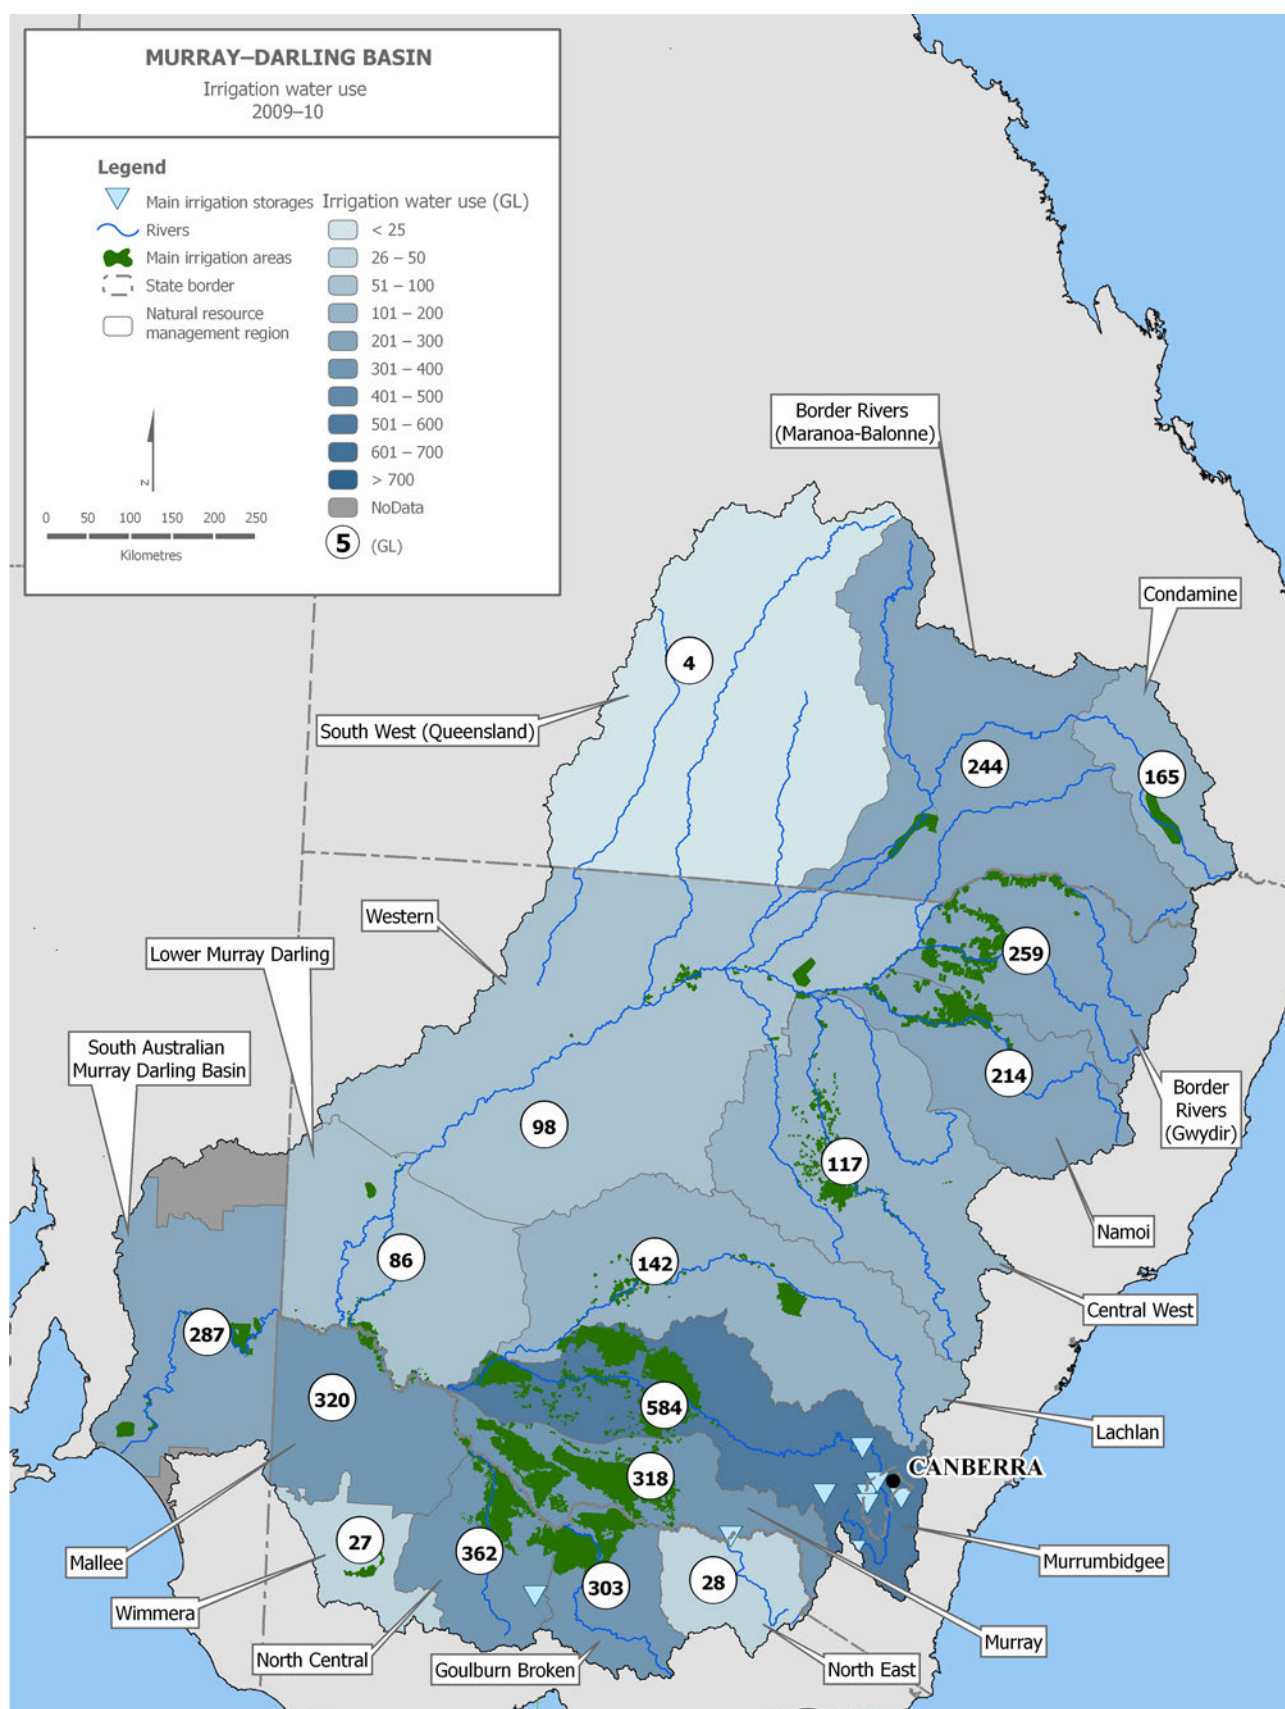 MURRAY–DARLING BASIN
Irrigation water use
2009–10
Legend
Main irrigation storages
Rivers
Main irrigation areas
State border
Natural resource
management region
Irrigation water use (GL)
< 25
26 – 50
51 – 100
101 – 200
201 – 300
301 – 400
401 – 500
501 – 600
601 – 700
> 700
NoData
5 (GL)
N
0 50 100 150 200 250
Kilometres
Border Rivers
(Maranoa-Balonne)
Condamine
4
South West (Queensland)
244
165
Western
Lower Murray Darling
259
South Australian
Murray Darling Basin
214
Border
Rivers
(Gwydir)
98
117
Namoi
86
142
Central West
287
320
584
Lachlan
CANBERRA
318
27
362
Mallee
Murrumbidgee
303
28
Wimmera
Murray
North Central
Goulburn Broken
North East